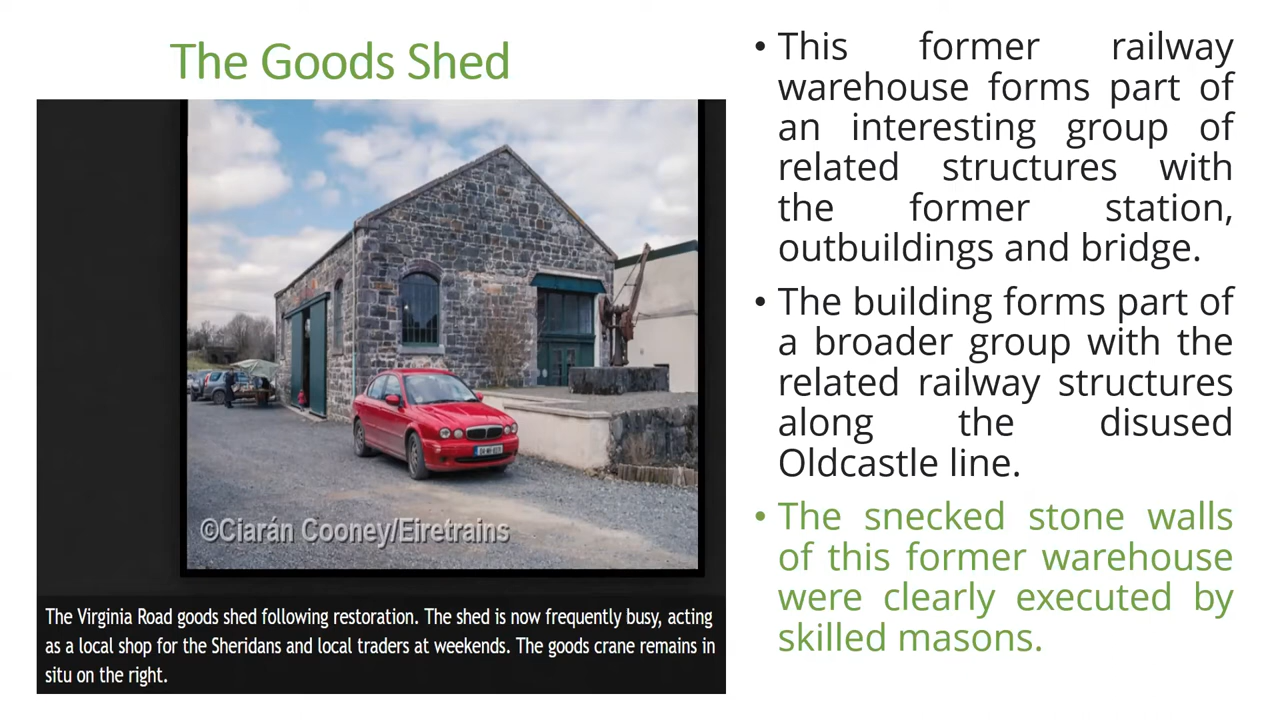 The Goods Shed
©Ciarán Cooney/Eiretrains
The Virginia Road goods shed following restoration. The shed is now frequently busy, acting
as a local shop for the Sheridans and local traders at weekends. The goods crane remains in
situ on the right.
• This former railway
warehouse forms part of
an interesting group of
related structures with
the former station,
outbuildings and bridge.
• The building forms part of
a broader group with the
related railway structures
along the disused
Oldcastle line.
• The snecked stone walls
of this former warehouse
were clearly executed by
skilled masons.